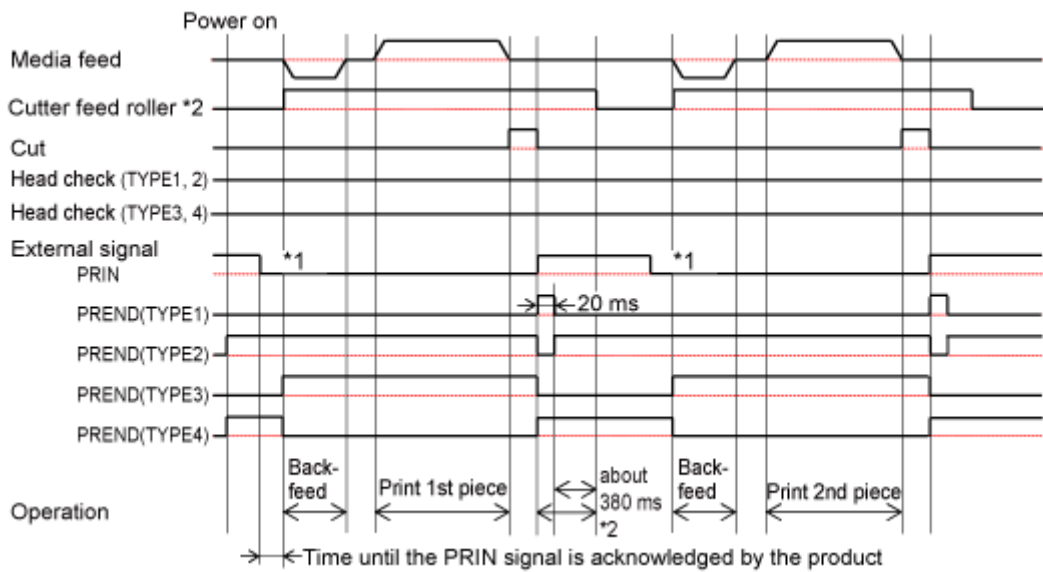 Power on
Media feed
Cutter feed roller *2
Cut
Head check (TYPE1, 2)
Head check (TYPE3, 4)
External signal
PRIN
*1
*1
20 ms
PREND(TYPE1)
PREND(TYPE2)
PREND(TYPE3)
PREND(TYPE4)
Operation
Back-
feed
Print 1st piece
about
380 ms
*2
Back-
feed
Print 2nd piece
Time until the PRIN signal is acknowledged by the product